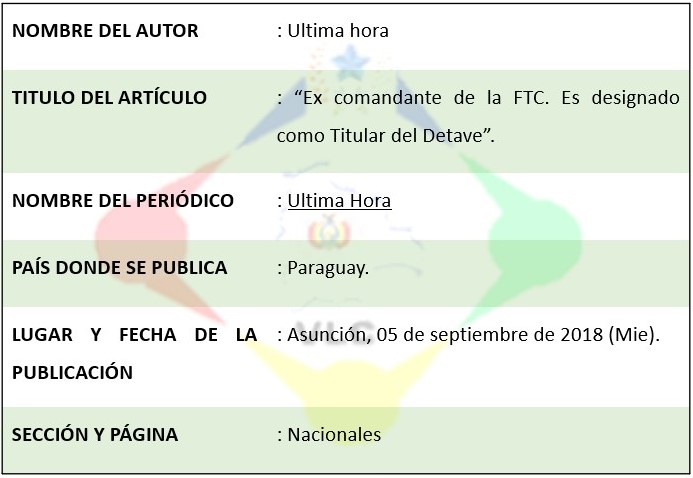 NOMBRE DEL AUTOR : Ultima hora
TITULO DEL ARTÍCULO : “Ex comandante de la FTC. Es designado
como Titular del Detave”.
NOMBRE DEL PERIÓDICO : Ultima Hora
PAÍS DONDE SE PUBLICA : Paraguay.
LUGAR Y FECHA DE LA : Asunción, 05 de septiembre de 2018 (Mie).
PUBLICACIÓN
VLC
SECCIÓN Y PÁGINA : Nacionales